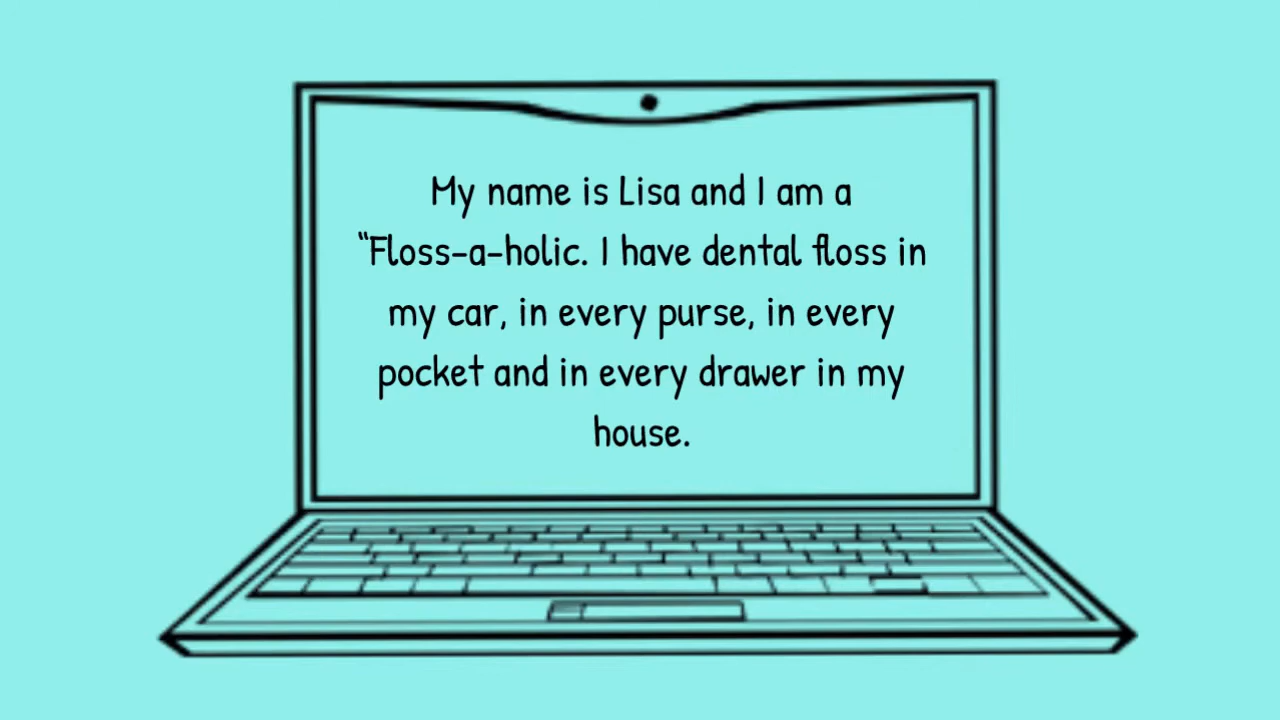 My name is Lisa and I am a
“Floss-a-holic. I have dental floss in
my car, in every purse, in every
pocket and in every drawer in my
house.